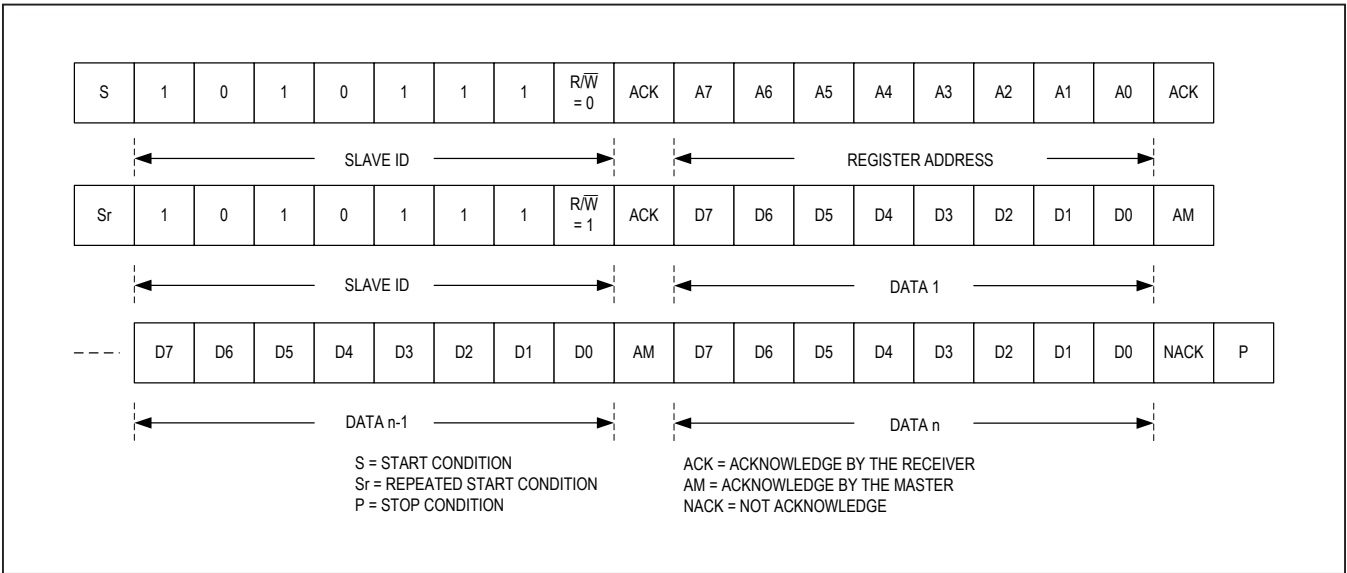 S 1 0 1 0 1 1 1 R/W̅ = 0 ACK A7 A6 A5 A4 A3 A2 A1 A0 ACK
SLAVE ID REGISTER ADDRESS
Sr 1 0 1 0 1 1 1 R/W̅ = 1 ACK D7 D6 D5 D4 D3 D2 D1 D0 AM
SLAVE ID DATA 1
D7 D6 D5 D4 D3 D2 D1 D0 AM D7 D6 D5 D4 D3 D2 D1 D0 NACK P
DATA n-1 DATA n
S = START CONDITION
Sr = REPEATED START CONDITION
P = STOP CONDITION
ACK = ACKNOWLEDGE BY THE RECEIVER
AM = ACKNOWLEDGE BY THE MASTER
NACK = NOT ACKNOWLEDGE